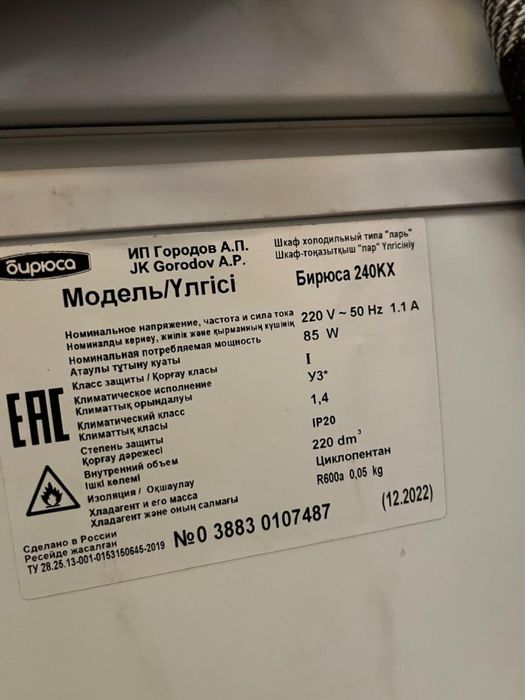 бирюса
ИП Городов А.П.
JK Gorodov A.P.
Шкаф холодильный типа "ларь"
Шкаф-тоңазытқыш "лар" Үлгісініу
Модель/Үлгісі Бирюса 240КХ
Номинальное напряжение, частота и сила тока 220 V ~ 50 Hz 1.1 A
Номиналды кернеу, жиілік және қырманның күшінің
Номинальная потребляемая мощность 85 W
Атаулы тұтыну қуаты
Класс защиты / Қорғау класы I
Климатическое исполнение У3*
Климаттық орындалуы
Климатический класс 1,4
Климаттық класы
Степень защиты IP20
Қорғау дәрежесі
Внутренний объем 220 dm³
Ішкі көлемі
Изоляция / Оқшаулау Циклопентан
Хладагент и его масса R600a 0,05 kg
Хладагент және оның салмағы
EAC
(12.2022)
Сделано в России
Ресейде жасалған
ТУ 28.25.13-001-0153150645-2019
№0 3883 0107487